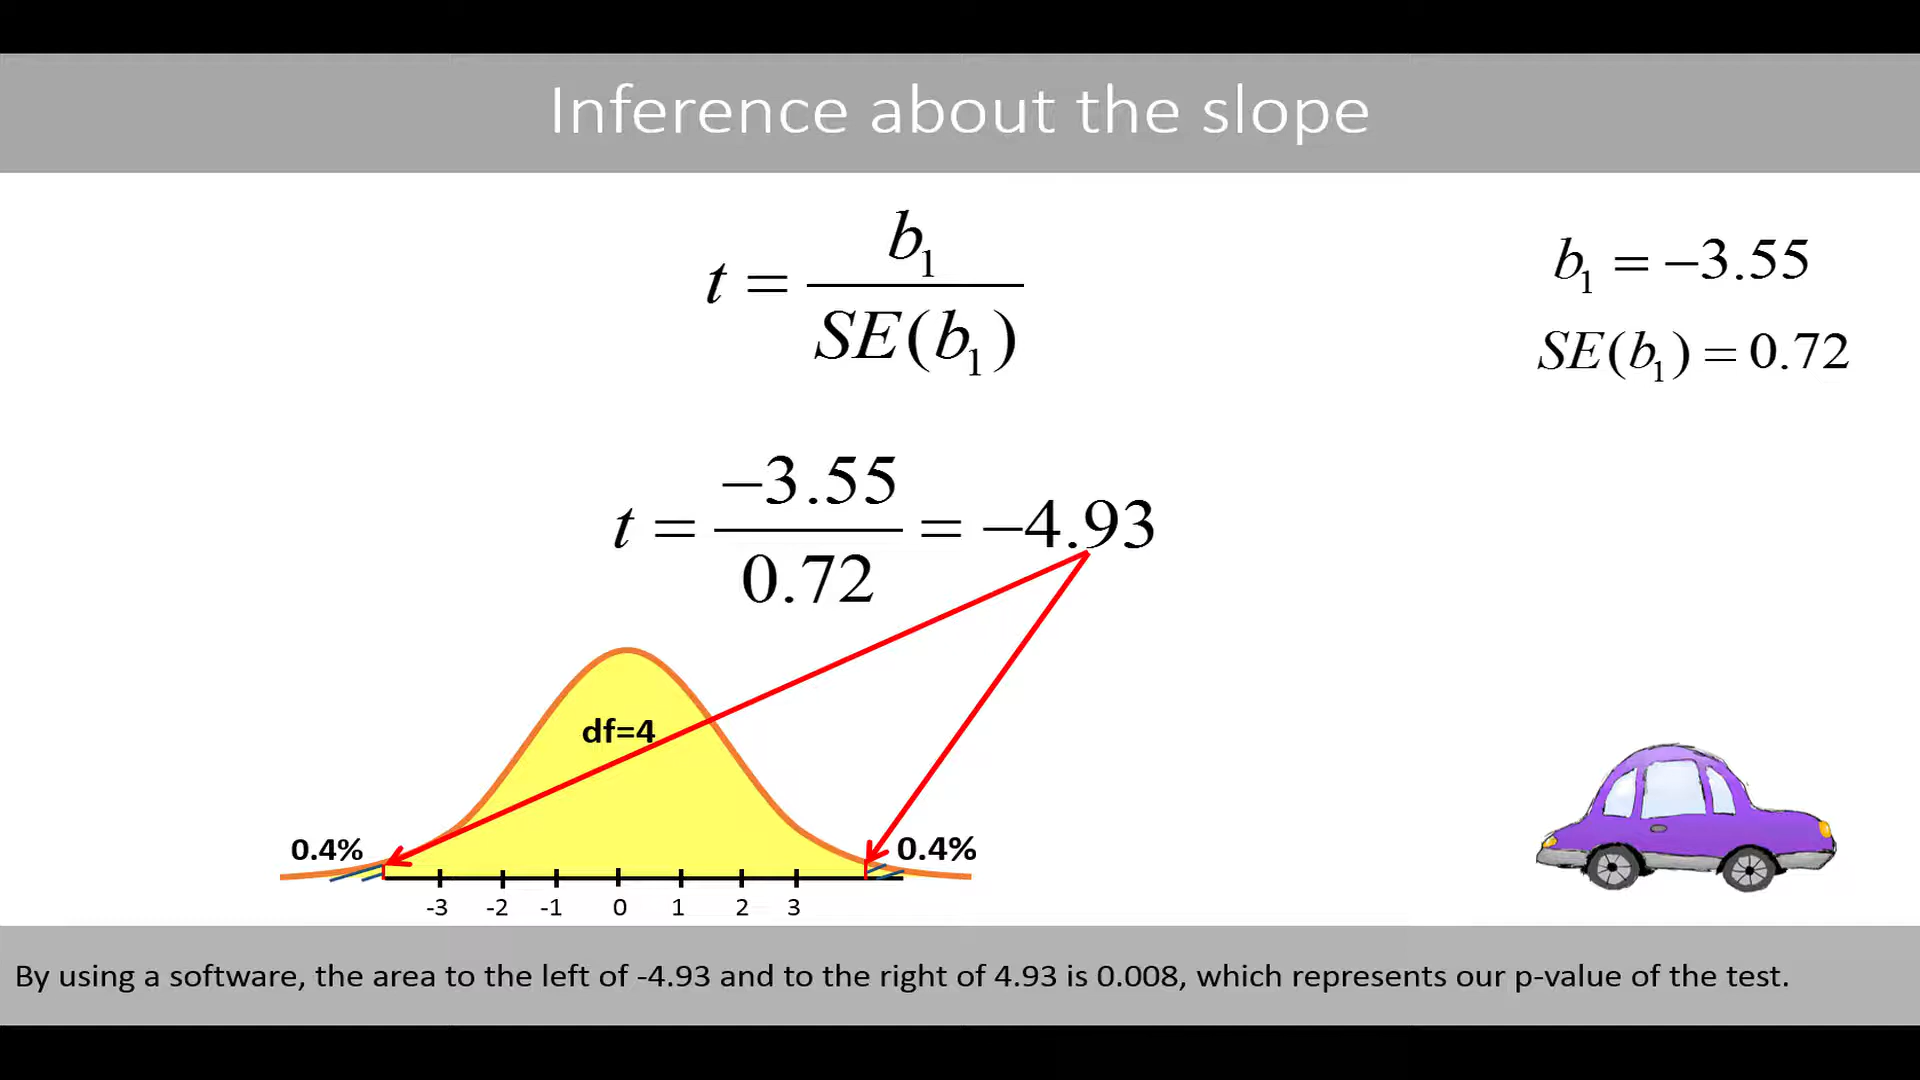 Inference about the slope
t = b₁ / SE(b₁)
b₁ = −3.55
SE(b₁) = 0.72
t = −3.55 / 0.72 = −4.93
df=4
0.4% 0.4%
-3 -2 -1 0 1 2 3
By using a software, the area to the left of -4.93 and to the right of 4.93 is 0.008, which represents our p-value of the test.